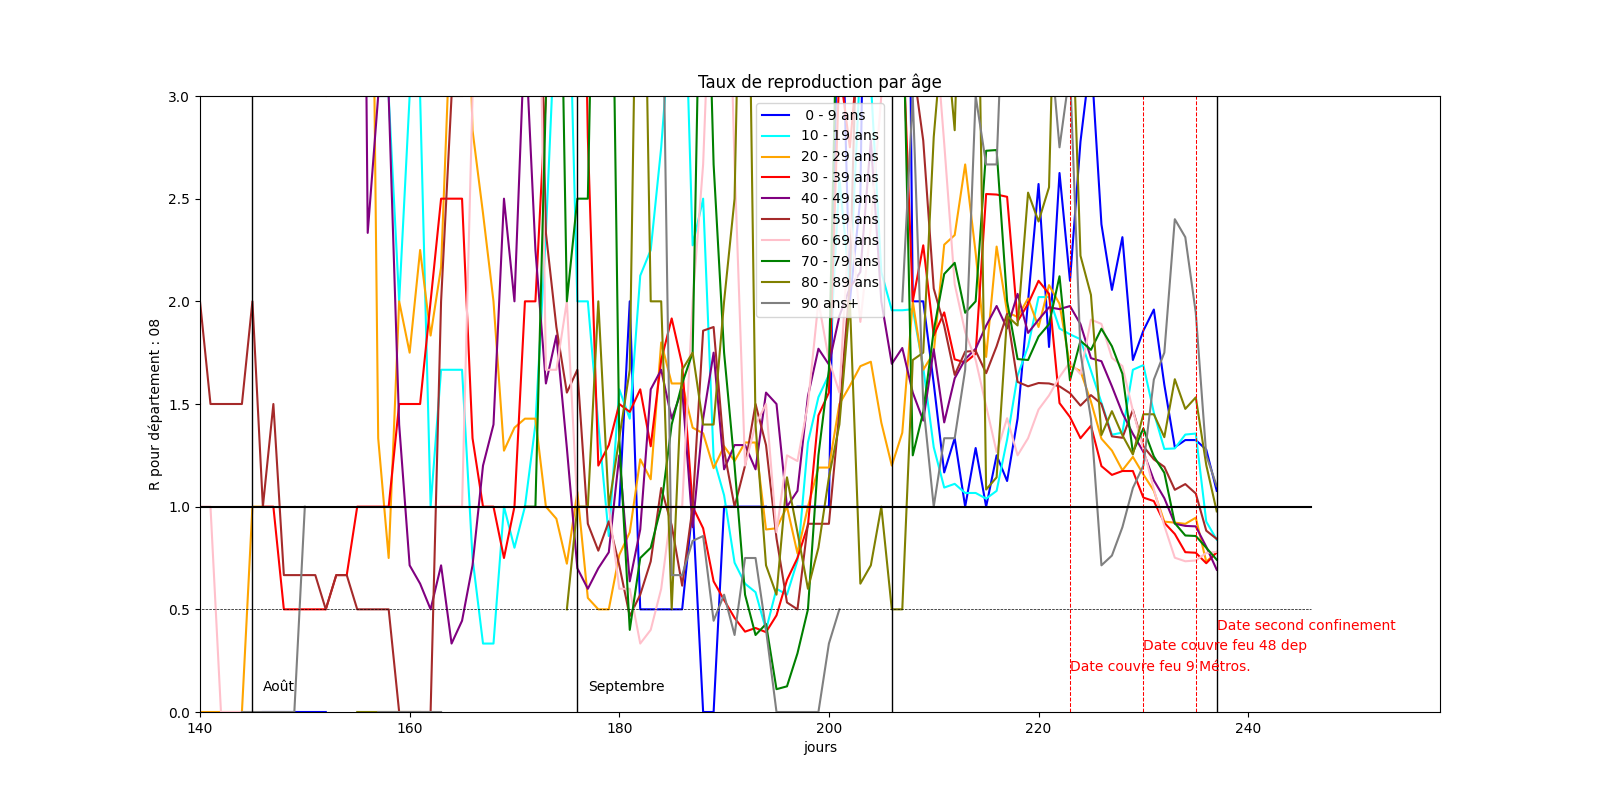 Taux de reproduction par âge
R pour département : 08
3.0
2.5
2.0
1.5
1.0
0.5
0.0
0 - 9 ans
10 - 19 ans
20 - 29 ans
30 - 39 ans
40 - 49 ans
50 - 59 ans
60 - 69 ans
70 - 79 ans
80 - 89 ans
90 ans+
Date second confinement
Date couvre feu 48 dep
Date couvre feu 9 Métros.
Août
Septembre
140
160
180
200
220
240
jours